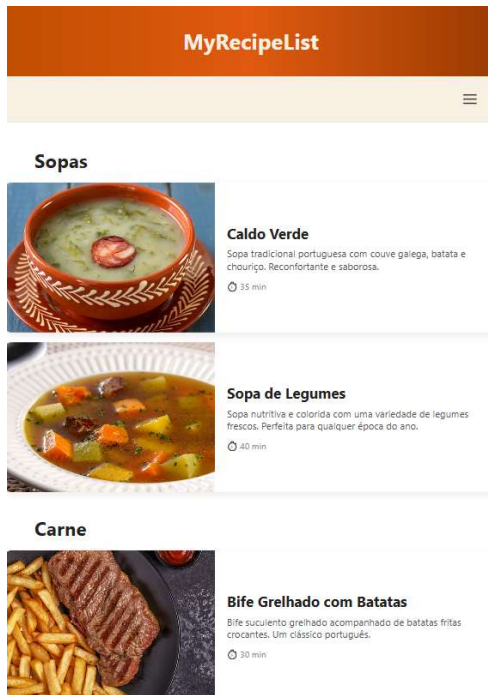 MyRecipeList
Sopas
Caldo Verde
Sopa tradicional portuguesa com couve galega, batata e
chouriço. Reconfortante e saborosa.
35 min
Sopa de Legumes
Sopa nutritiva e colorida com uma variedade de legumes
frescos. Perfeita para qualquer época do ano.
40 min
Carne
Bife Grelhado com Batatas
Bife suculento grelhado acompanhado de batatas fritas
crocantes. Um clássico português.
30 min